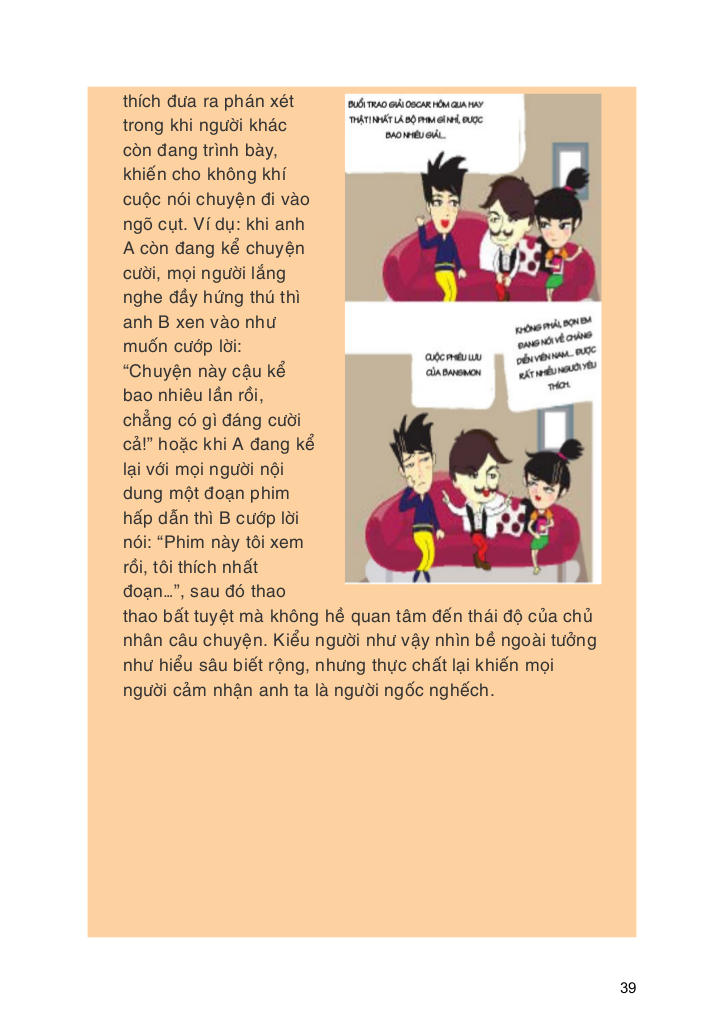 thích đưa ra phán xét
trong khi người khác
còn đang trình bày,
khiến cho không khí
cuộc nói chuyện đi vào
ngõ cụt. Ví dụ: khi anh
A còn đang kể chuyện
cười, mọi người lắng
nghe đầy hứng thú thì
anh B xen vào như
muốn cướp lời:
“Chuyện này cậu kể
bao nhiêu lần rồi,
chẳng có gì đáng cười
cả!” hoặc khi A đang kể
lại với mọi người nội
dung một đoạn phim
hấp dẫn thì B cướp lời
nói: “Phim này tôi xem
rồi, tôi thích nhất
đoạn…”, sau đó thao
thao bất tuyệt mà không hề quan tâm đến thái độ của chủ
nhân câu chuyện. Kiểu người như vậy nhìn bề ngoài tưởng
như hiểu sâu biết rộng, nhưng thực chất lại khiến mọi
người cảm nhận anh ta là người ngốc nghếch.
BUỔI TRAO GIẢI OSCAR HÔM QUA HAY
THẬT! NHẤT LÀ BỘ PHIM GÌ NHỈ, ĐƯỢC
BAO NHIÊU GIẢI...
CUỘC PHIÊU LƯU
CỦA BANGIMON
KHÔNG PHẢI, BỌN EM
ĐANG NÓI VỀ CHÀNG
DIỄN VIÊN NAM... ĐƯỢC
RẤT NHIỀU NGƯỜI YÊU
THÍCH.
39